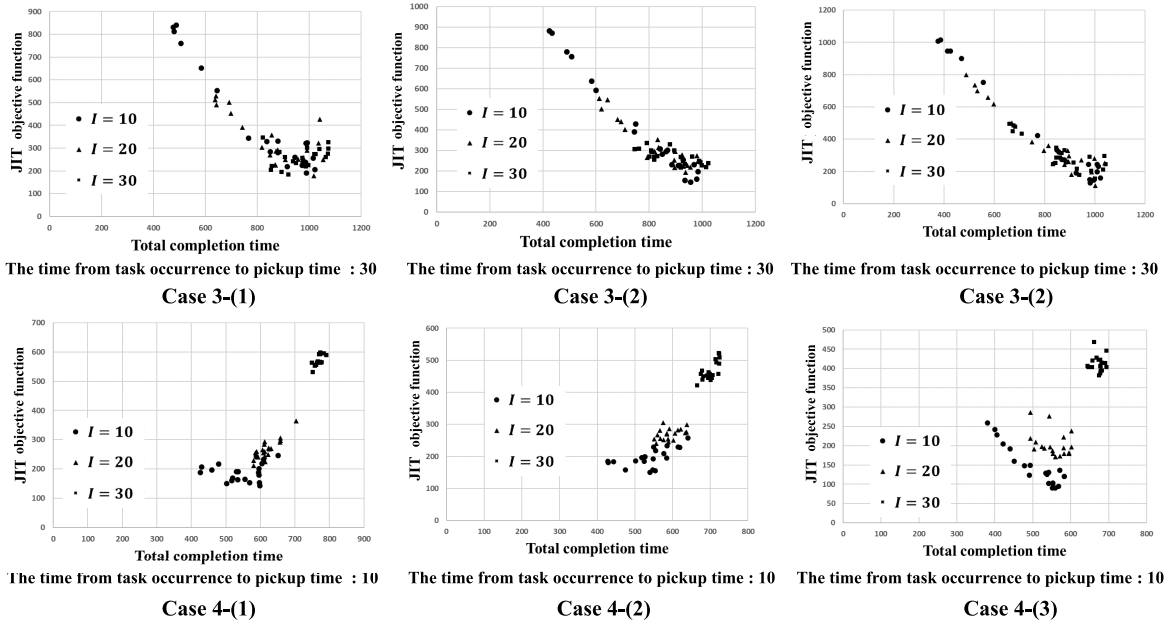 900
800
700
600
500
400
300
200
100
0
0 200 400 600 800 1000 1200
JIT objective function
I = 10
I = 20
I = 30
Total completion time
The time from task occurrence to pickup time : 30
Case 3-(1)
1000
900
800
700
600
500
400
300
200
100
0
0 200 400 600 800 1000 1200
JIT objective function
I = 10
I = 20
I = 30
Total completion time
The time from task occurrence to pickup time : 30
Case 3-(2)
1200
1000
800
600
400
200
0
0 200 400 600 800 1000 1200
JIT objective function
I = 10
I = 20
I = 30
Total completion time
The time from task occurrence to pickup time : 30
Case 3-(2)
700
600
500
400
300
200
100
0
0 100 200 300 400 500 600 700 800 900
JIT objective function
I = 10
I = 20
I = 30
Total completion time
The time from task occurrence to pickup time : 10
Case 4-(1)
600
500
400
300
200
100
0
0 100 200 300 400 500 600 700 800
JIT objective function
I = 10
I = 20
I = 30
Total completion time
The time from task occurrence to pickup time : 10
Case 4-(2)
500
450
400
350
300
250
200
150
100
50
0
0 100 200 300 400 500 600 700 800
JIT objective function
I = 10
I = 20
I = 30
Total completion time
The time from task occurrence to pickup time : 10
Case 4-(3)